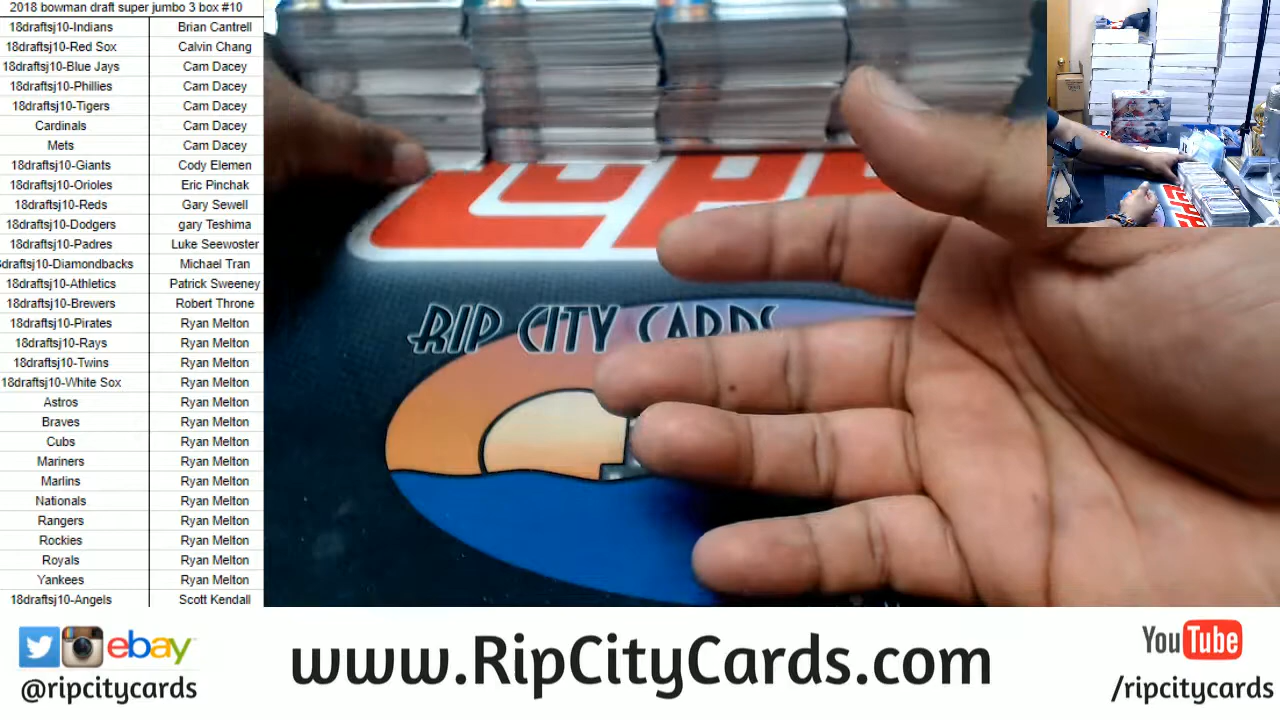 2018 bowman draft super jumbo 3 box #10
18draftsj10-Indians Brian Cantrell
18draftsj10-Red Sox Calvin Chang
18draftsj10-Blue Jays Cam Dacey
18draftsj10-Phillies Cam Dacey
18draftsj10-Tigers Cam Dacey
Cardinals Cam Dacey
Mets Cam Dacey
18draftsj10-Giants Cody Elemen
18draftsj10-Orioles Eric Pinchak
18draftsj10-Reds Gary Sewell
18draftsj10-Dodgers gary Teshima
18draftsj10-Padres Luke Seewoster
draftsj10-Diamondbacks Michael Tran
18draftsj10-Athletics Patrick Sweeney
18draftsj10-Brewers Robert Throne
18draftsj10-Pirates Ryan Melton
18draftsj10-Rays Ryan Melton
18draftsj10-Twins Ryan Melton
18draftsj10-White Sox Ryan Melton
Astros Ryan Melton
Braves Ryan Melton
Cubs Ryan Melton
Mariners Ryan Melton
Marlins Ryan Melton
Nationals Ryan Melton
Rangers Ryan Melton
Rockies Ryan Melton
Royals Ryan Melton
Yankees Ryan Melton
18draftsj10-Angels Scott Kendall
RIP CITY CARDS
ebay
@ripcitycards
www.RipCityCards.com
YouTube
/ripcitycards